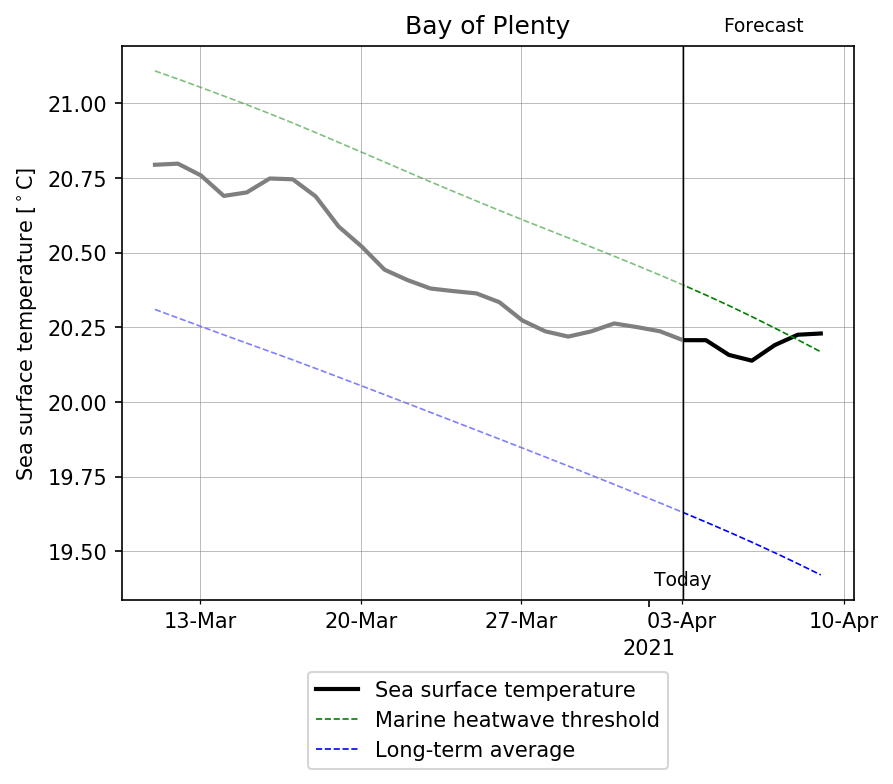 Bay of Plenty
Forecast
Sea surface temperature [°C]
21.00
20.75
20.50
20.25
20.00
19.75
19.50
Today
13-Mar 20-Mar 27-Mar 03-Apr 10-Apr
2021
Sea surface temperature
Marine heatwave threshold
Long-term average